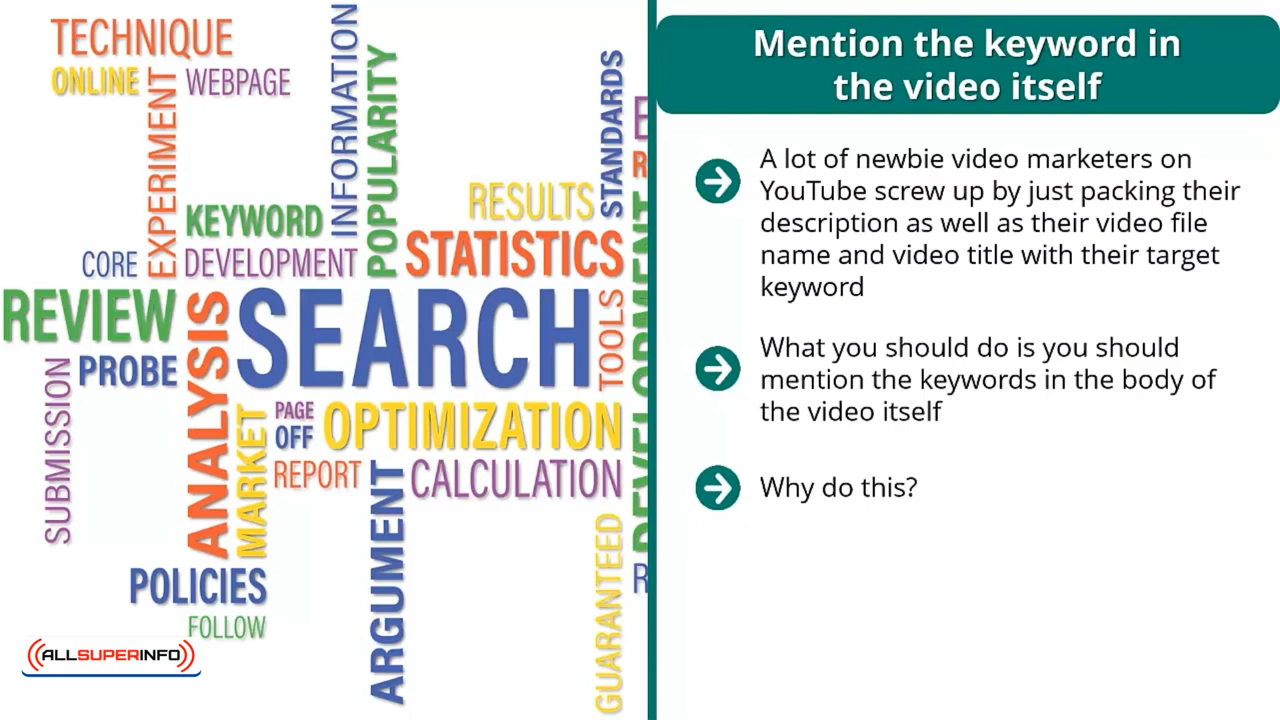 TECHNIQUE
ONLINE
WEBPAGE
EXPERIMENT
INFORMATION
POPULARITY
STANDARDS
KEYWORD
RESULTS
CORE
DEVELOPMENT
STATISTICS
REVIEW
ANALYSIS
SEARCH
TOOLS
PROBE
SUBMISSION
MARKET
PAGE
OFF
OPTIMIZATION
REPORT
ARGUMENT
CALCULATION
GUARANTEED
POLICIES
FOLLOW
ALLSUPERINFO
Mention the keyword in
the video itself
A lot of newbie video marketers on
YouTube screw up by just packing their
description as well as their video file
name and video title with their target
keyword
What you should do is you should
mention the keywords in the body of
the video itself
Why do this?